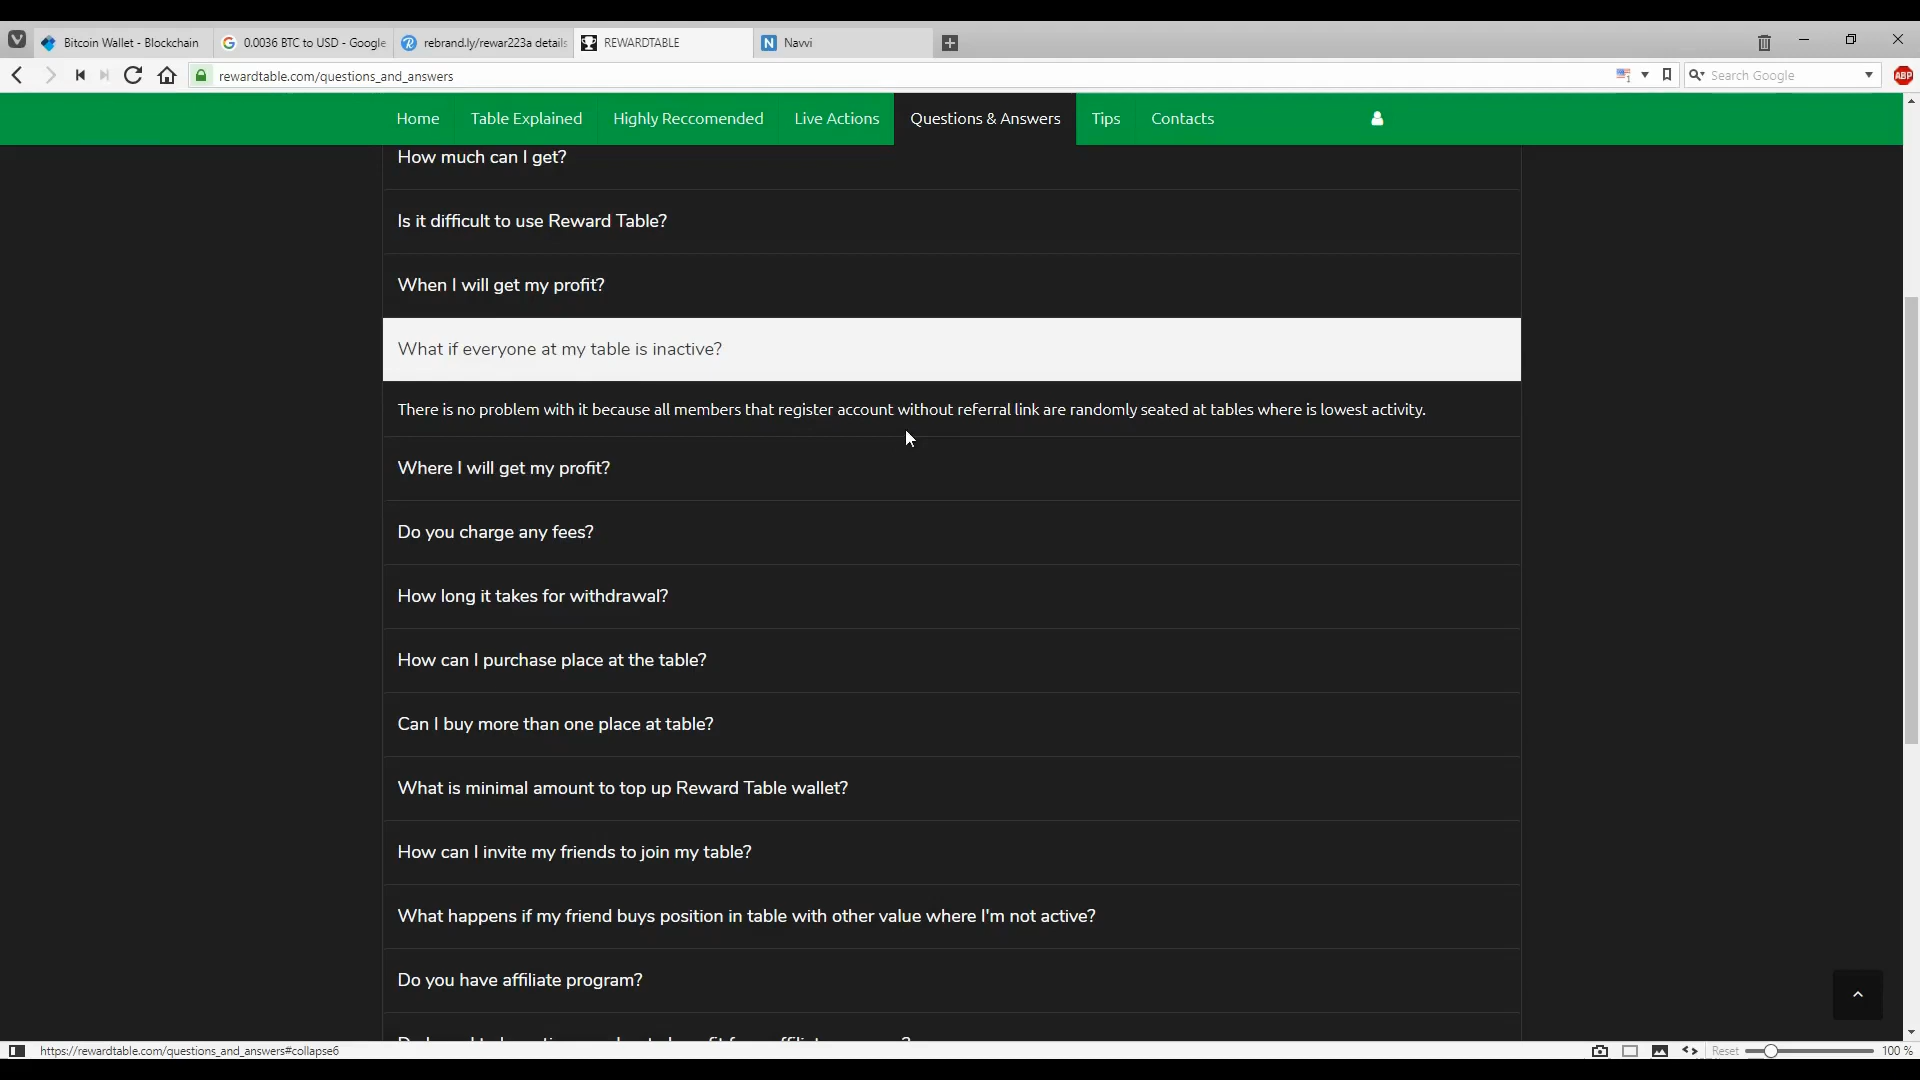 Bitcoin Wallet - Blockchain
0.0036 BTC to USD - Google
rebrand.ly/rewar223a details
REWARDTABLE
Navvi
rewardtable.com/questions_and_answers
Search Google
ABP
Home
Table Explained
Highly Reccomended
Live Actions
Questions & Answers
Tips
Contacts
How much can I get?
Is it difficult to use Reward Table?
When I will get my profit?
What if everyone at my table is inactive?
There is no problem with it because all members that register account without referral link are randomly seated at tables where is lowest activity.
Where I will get my profit?
Do you charge any fees?
How long it takes for withdrawal?
How can I purchase place at the table?
Can I buy more than one place at table?
What is minimal amount to top up Reward Table wallet?
How can I invite my friends to join my table?
What happens if my friend buys position in table with other value where I'm not active?
Do you have affiliate program?
https://rewardtable.com/questions_and_answers#collapse6
Reset
100 %